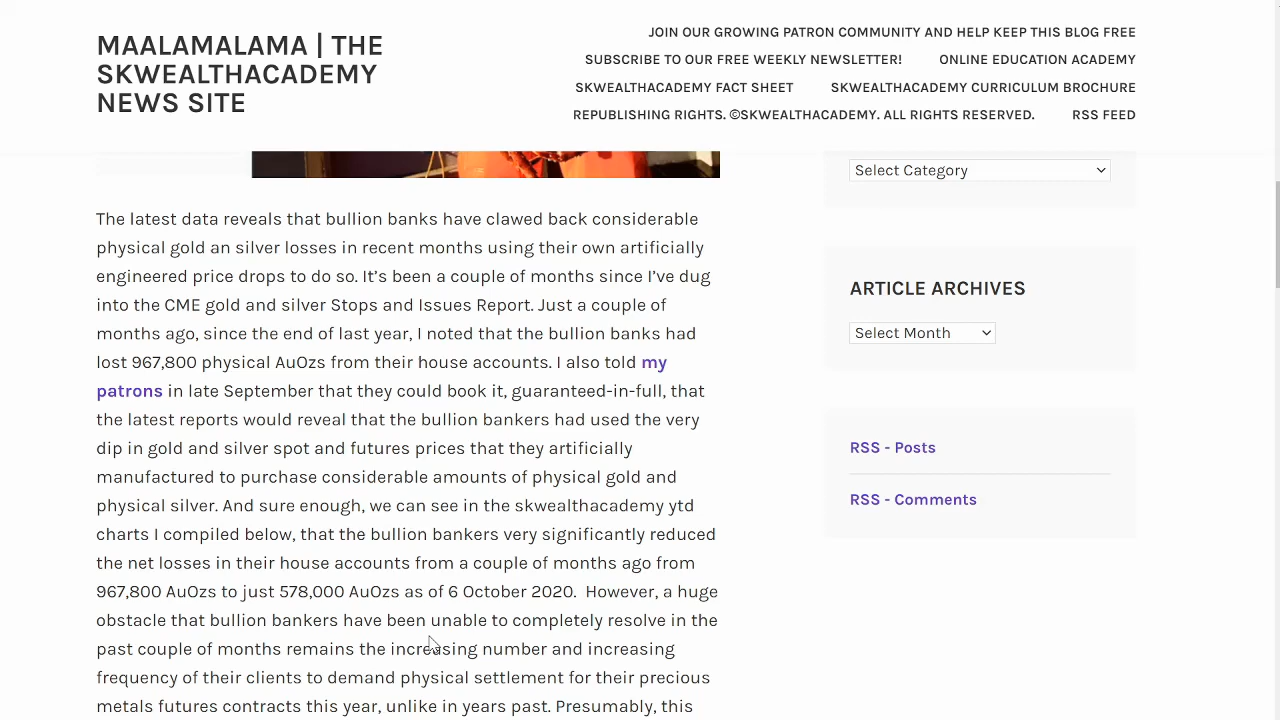 MAALAMALAMA | THE
SKWEALTHACADEMY
NEWS SITE
JOIN OUR GROWING PATRON COMMUNITY AND HELP KEEP THIS BLOG FREE
SUBSCRIBE TO OUR FREE WEEKLY NEWSLETTER! ONLINE EDUCATION ACADEMY
SKWEALTHACADEMY FACT SHEET SKWEALTHACADEMY CURRICULUM BROCHURE
REPUBLISHING RIGHTS. ©SKWEALTHACADEMY. ALL RIGHTS RESERVED. RSS FEED
The latest data reveals that bullion banks have clawed back considerable
physical gold an silver losses in recent months using their own artificially
engineered price drops to do so. It’s been a couple of months since I’ve dug
into the CME gold and silver Stops and Issues Report. Just a couple of
months ago, since the end of last year, I noted that the bullion banks had
lost 967,800 physical AuOzs from their house accounts. I also told my
patrons in late September that they could book it, guaranteed-in-full, that
the latest reports would reveal that the bullion bankers had used the very
dip in gold and silver spot and futures prices that they artificially
manufactured to purchase considerable amounts of physical gold and
physical silver. And sure enough, we can see in the skwealthacademy ytd
charts I compiled below, that the bullion bankers very significantly reduced
the net losses in their house accounts from a couple of months ago from
967,800 AuOzs to just 578,000 AuOzs as of 6 October 2020.  However, a huge
obstacle that bullion bankers have been unable to completely resolve in the
past couple of months remains the increasing number and increasing
frequency of their clients to demand physical settlement for their precious
metals futures contracts this year, unlike in years past. Presumably, this
Select Category
ARTICLE ARCHIVES
Select Month
RSS - Posts
RSS - Comments